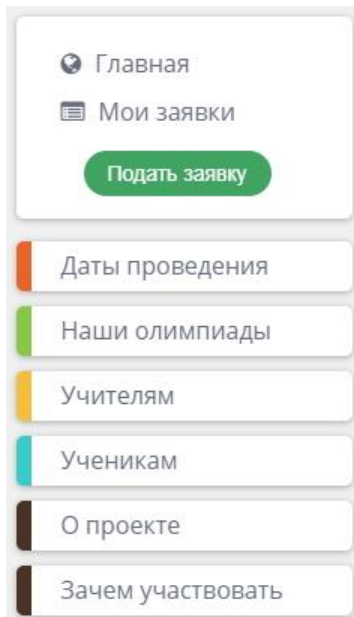 Главная
Мои заявки
Подать заявку
Даты проведения
Наши олимпиады
Учителям
Ученикам
О проекте
Зачем участвовать